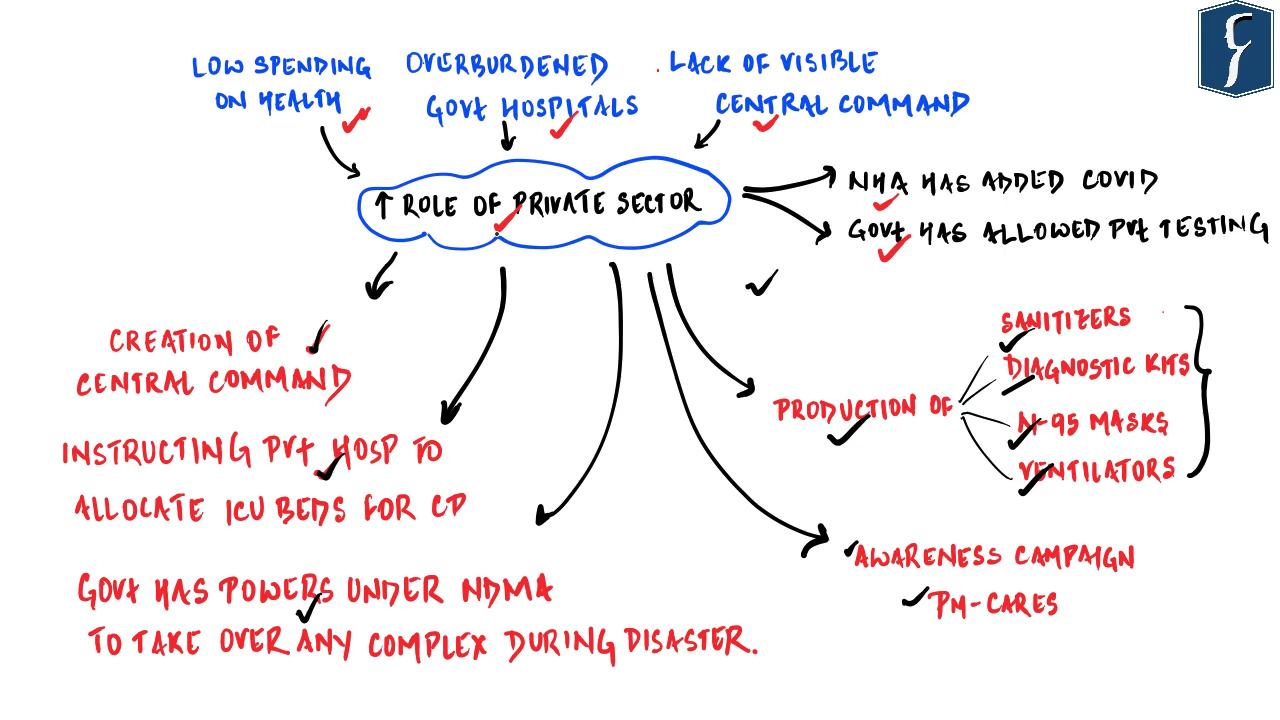 LOW SPENDING
ON HEALTH
OVERBURDENED
GOVt HOSPITALS
LACK OF VISIBLE
CENTRAL COMMAND
↑ ROLE OF PRIVATE SECTOR
NHA HAS ADDED COVID
GOVt HAS ALLOWED PVt TESTING
CREATION OF
CENTRAL COMMAND
INSTRUCTING PVt HOSP TO
ALLOCATE ICU BEDS FOR CD
GOVt HAS POWERS UNDER NDMA
TO TAKE OVER ANY COMPLEX DURING DISASTER.
PRODUCTION OF
SANITIZERS
DIAGNOSTIC KITS
N-95 MASKS
VENTILATORS
AWARENESS CAMPAIGN
PM-CARES